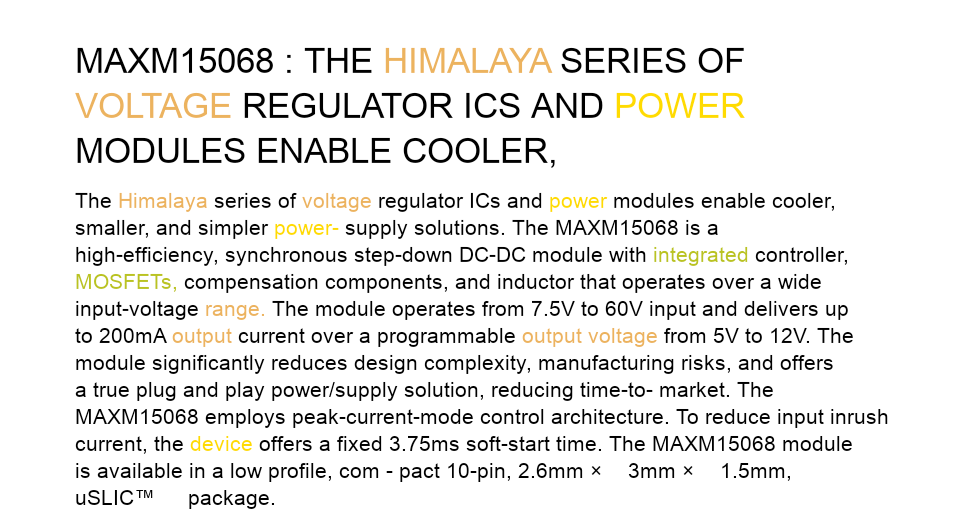 MAXM15068 : THE HIMALAYA SERIES OF
VOLTAGE REGULATOR ICS AND POWER
MODULES ENABLE COOLER,
The Himalaya series of voltage regulator ICs and power modules enable cooler,
smaller, and simpler power- supply solutions. The MAXM15068 is a
high-efficiency, synchronous step-down DC-DC module with integrated controller,
MOSFETs, compensation components, and inductor that operates over a wide
input-voltage range. The module operates from 7.5V to 60V input and delivers up
to 200mA output current over a programmable output voltage from 5V to 12V. The
module significantly reduces design complexity, manufacturing risks, and offers
a true plug and play power/supply solution, reducing time-to- market. The
MAXM15068 employs peak-current-mode control architecture. To reduce input inrush
current, the device offers a fixed 3.75ms soft-start time. The MAXM15068 module
is available in a low profile, com - pact 10-pin, 2.6mm × 3mm × 1.5mm,
uSLIC™ package.